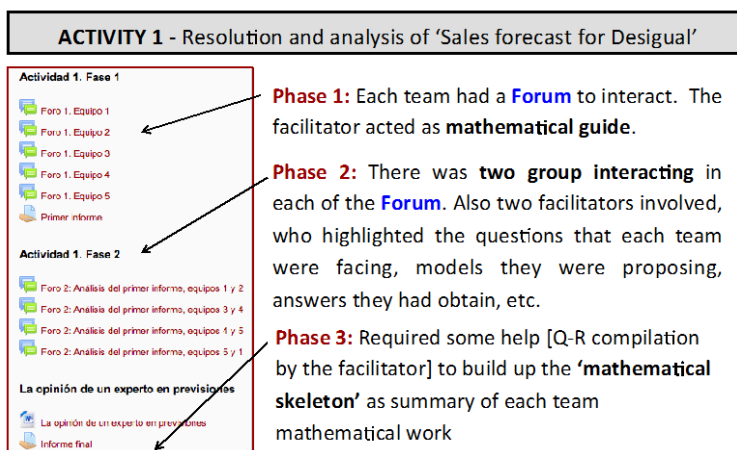 ACTIVITY 1 - Resolution and analysis of 'Sales forecast for Desigual'
Actividad 1. Fase 1
Foro 1. Equipo 1
Foro 1. Equipo 2
Foro 1. Equipo 3
Foro 1. Equipo 4
Foro 1. Equipo 5
Primer informe
Actividad 1. Fase 2
Foro 2: Análisis del primer informe, equipos 1 y 2
Foro 2: Análisis del primer informe, equipos 3 y 4
Foro 2: Análisis del primer informe, equipos 4 y 5
Foro 2: Análisis del primer informe, equipos 5 y 1
La opinión de un experto en previsiones
La opinión de un experto en previsiones
Informe final
Phase 1: Each team had a Forum to interact. The
facilitator acted as mathematical guide.
Phase 2: There was two group interacting in
each of the Forum. Also two facilitators involved,
who highlighted the questions that each team
were facing, models they were proposing,
answers they had obtain, etc.
Phase 3: Required some help [Q-R compilation
by the facilitator] to build up the 'mathematical
skeleton' as summary of each team
mathematical work